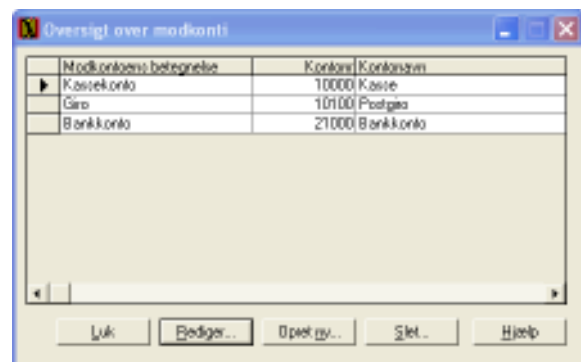 Oversigt over modkonti
Modkontoens betegnelse Kontonr Kontonavn
Kassekonto 10000 Kasse
Giro 10100 Postgiro
Bankkonto 21000 Bankkonto
Luk Rediger... Opret ny... Slet... Hjælp